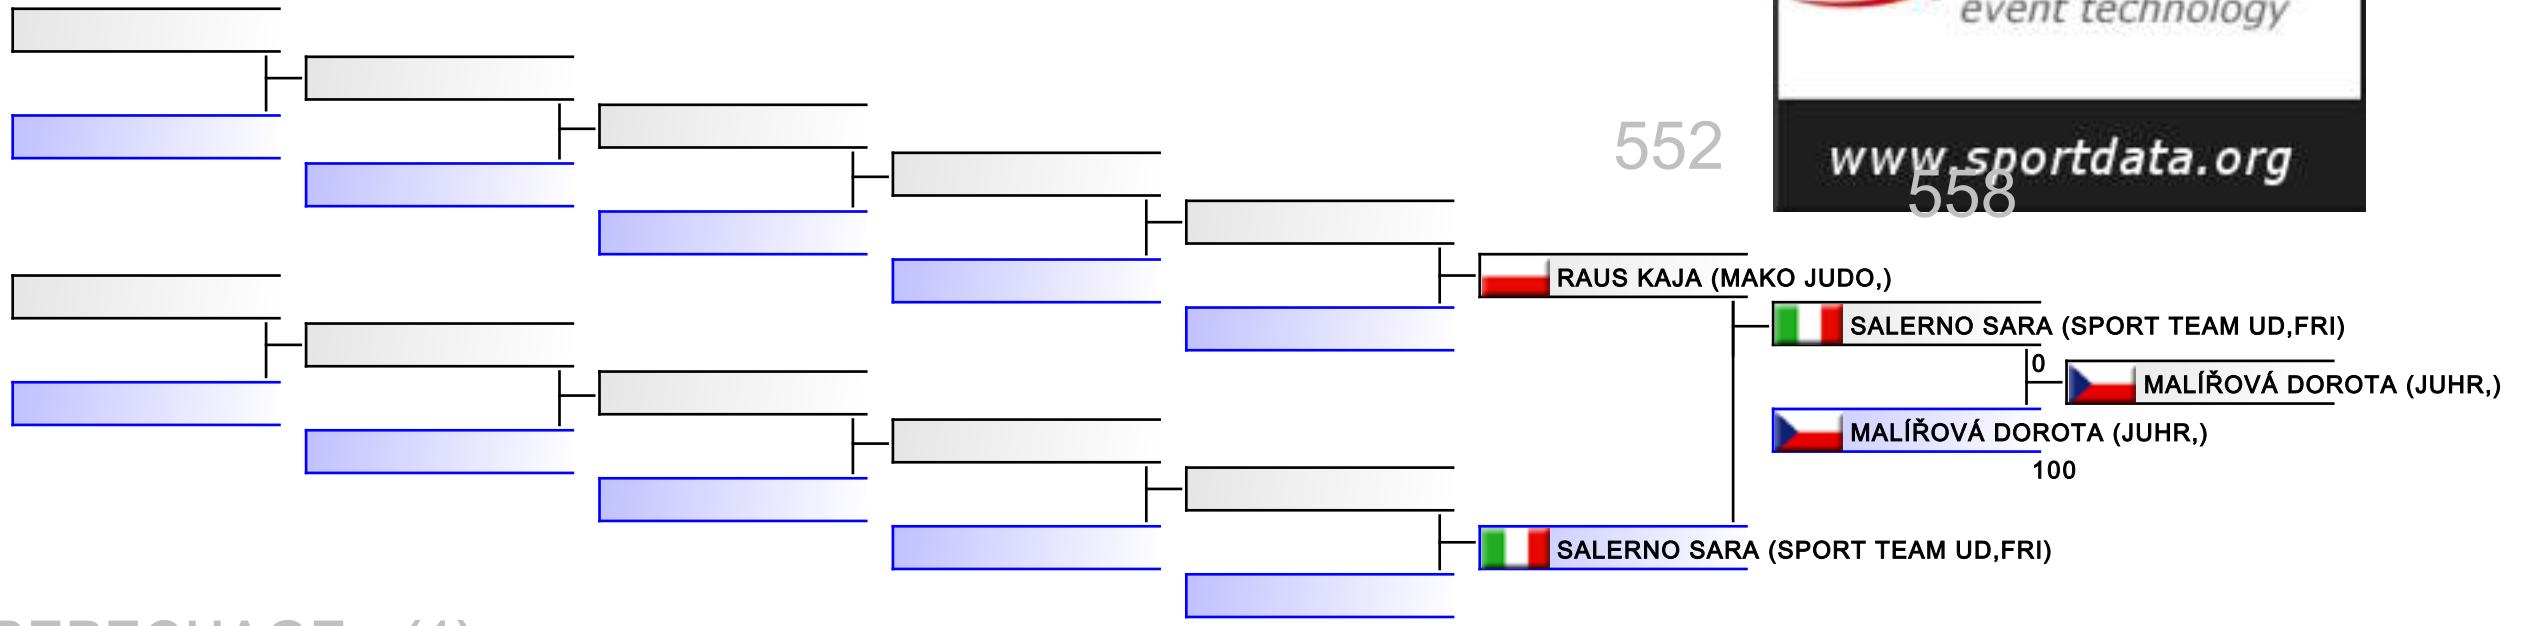 event technology
552
www.sportdata.org
558
RAUS KAJA (MAKO JUDO,)
SALERNO SARA (SPORT TEAM UD,FRI)
0
MALÍŘOVÁ DOROTA (JUHR,)
MALÍŘOVÁ DOROTA (JUHR,)
100
SALERNO SARA (SPORT TEAM UD,FRI)